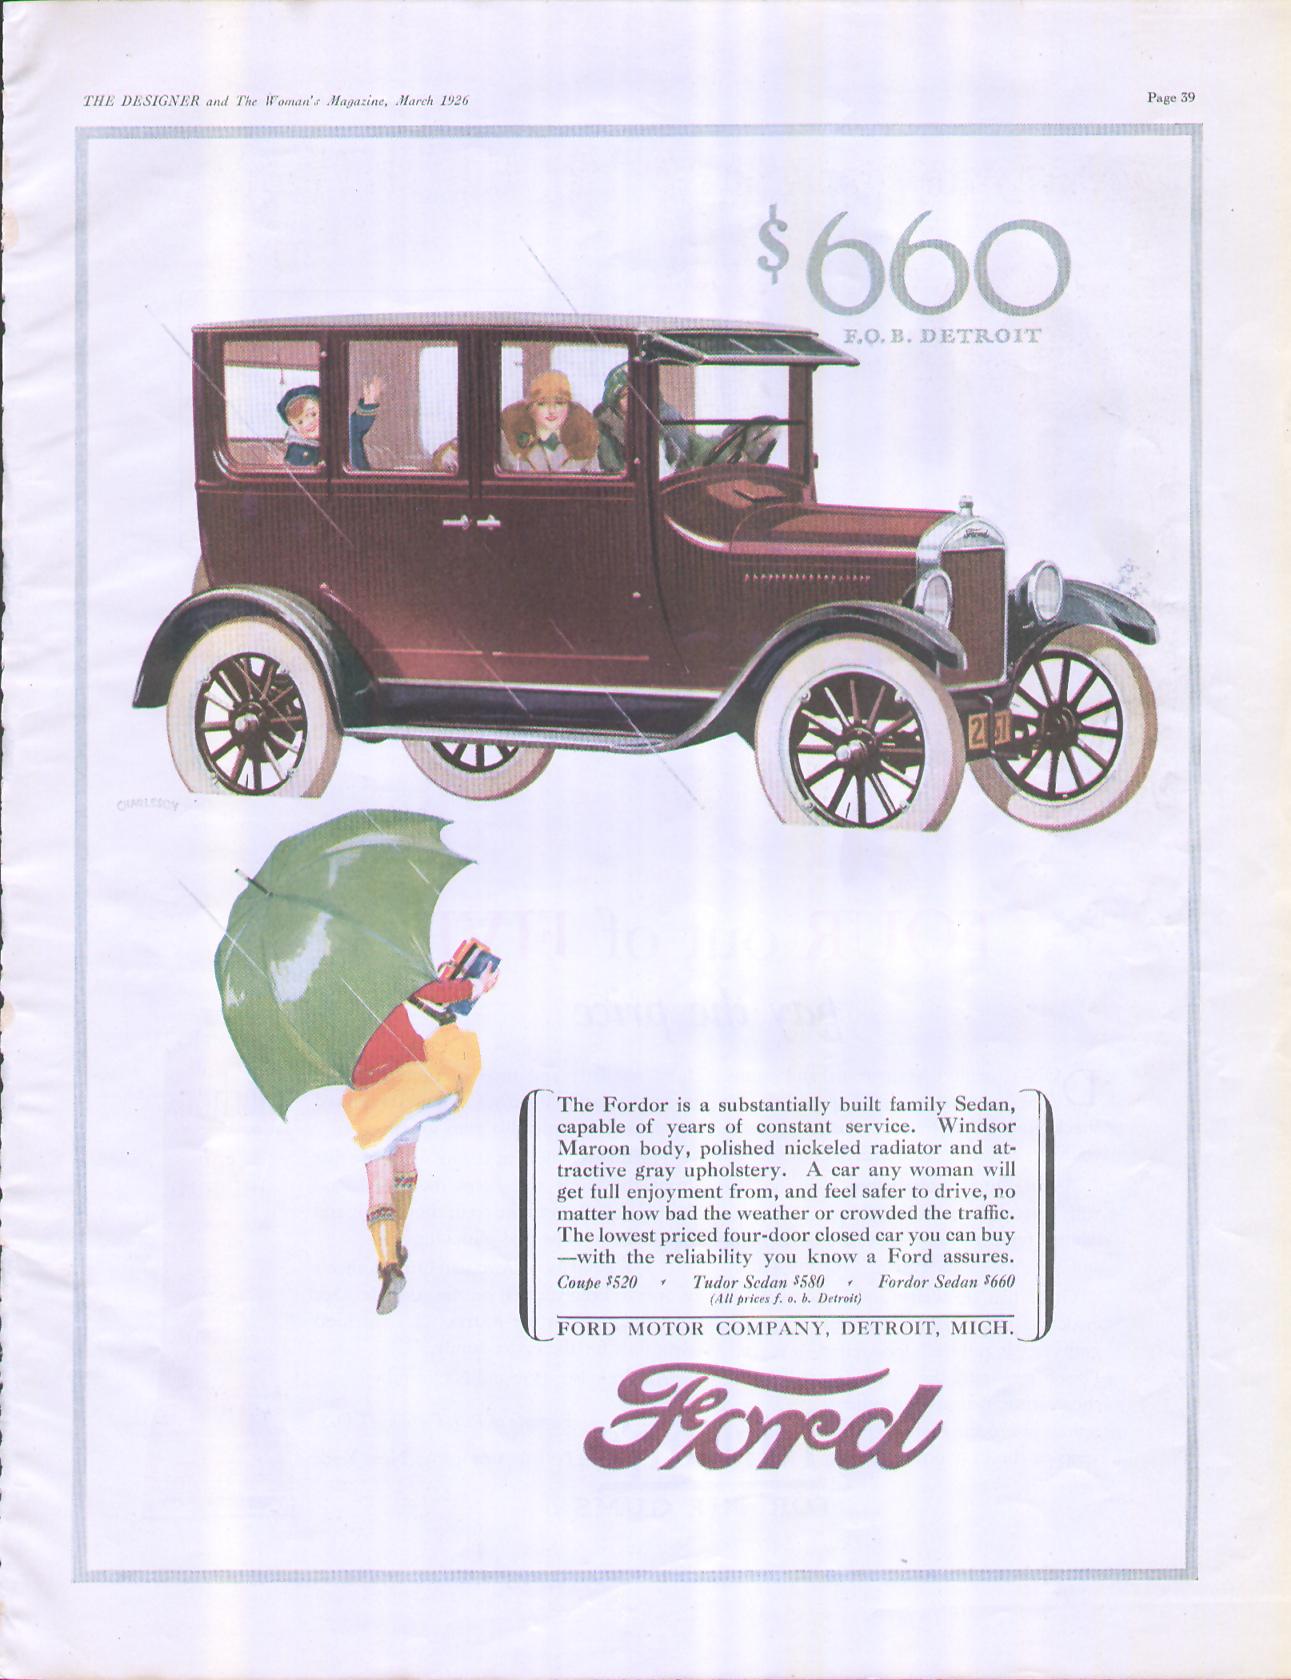 THE DESIGNER and The Woman's Magazine, March 1926
Page 39
$660
F.O.B. DETROIT
Ford
CHARLESON
The Fordor is a substantially built family Sedan,
capable of years of constant service. Windsor
Maroon body, polished nickeled radiator and at-
tractive gray upholstery. A car any woman will
get full enjoyment from, and feel safer to drive, no
matter how bad the weather or crowded the traffic.
The lowest priced four-door closed car you can buy
—with the reliability you know a Ford assures.
Coupe $520 ' Tudor Sedan $580 ' Fordor Sedan $660
(All prices f. o. b. Detroit)
FORD MOTOR COMPANY, DETROIT, MICH.
Ford